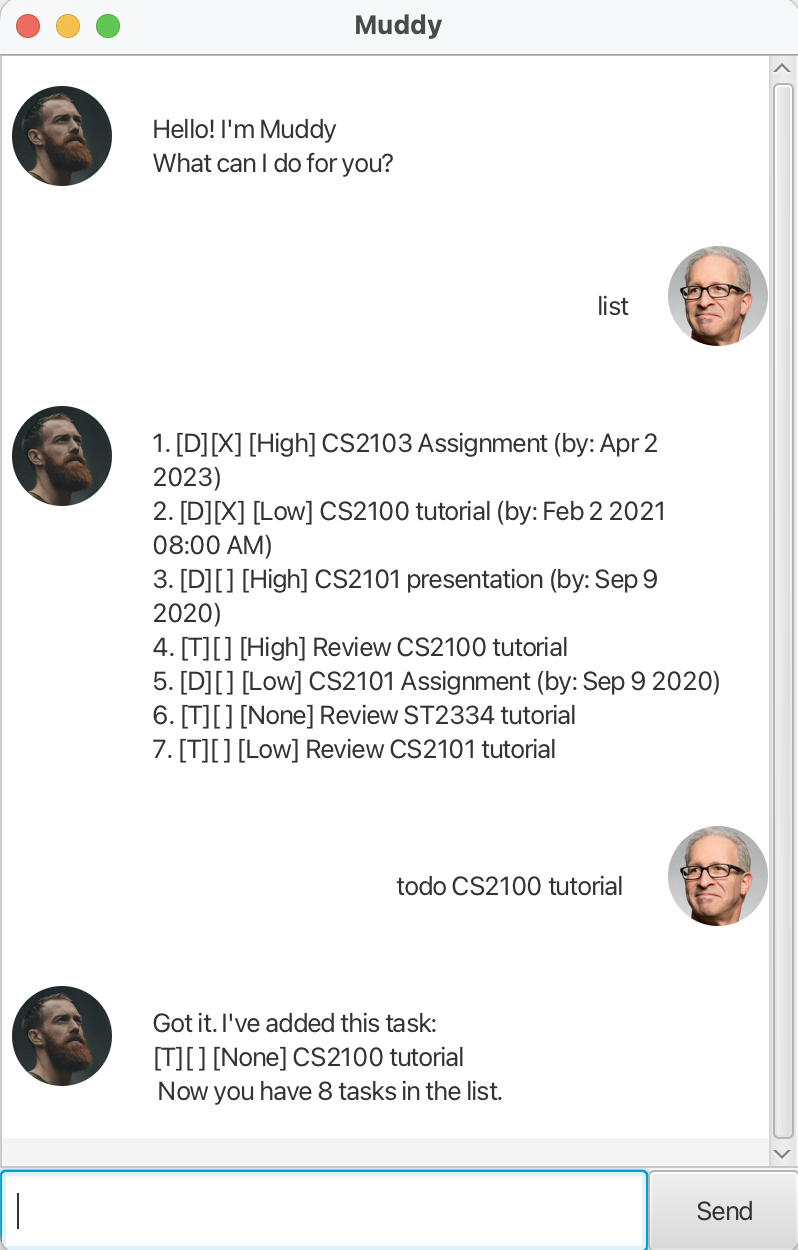 Muddy
Hello! I'm Muddy
What can I do for you?
list
1. [D][X] [High] CS2103 Assignment (by: Apr 2
2023)
2. [D][X] [Low] CS2100 tutorial (by: Feb 2 2021
08:00 AM)
3. [D][ ] [High] CS2101 presentation (by: Sep 9
2020)
4. [T][ ] [High] Review CS2100 tutorial
5. [D][ ] [Low] CS2101 Assignment (by: Sep 9 2020)
6. [T][ ] [None] Review ST2334 tutorial
7. [T][ ] [Low] Review CS2101 tutorial
todo CS2100 tutorial
Got it. I've added this task:
[T][ ] [None] CS2100 tutorial
Now you have 8 tasks in the list.
Send